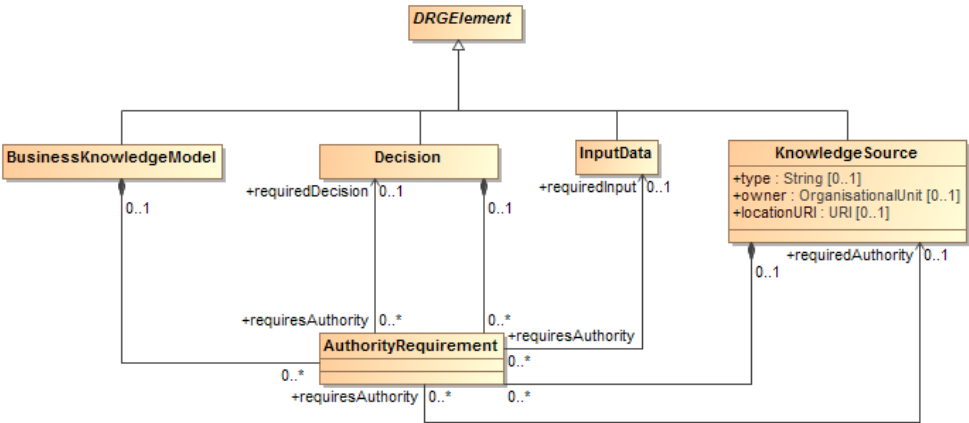 DRGElement
BusinessKnowledgeModel
Decision
InputData
KnowledgeSource
+type : String [0..1]
+owner : OrganisationalUnit [0..1]
+locationURI : URI [0..1]
+requiredDecision 0..1
+requiredInput 0..1
0..1
0..1
+requiredAuthority 0..1
0..1
+requiresAuthority 0..*
0..*
+requiresAuthority
AuthorityRequirement
0..*
0..*
+requiresAuthority 0..*
0..*